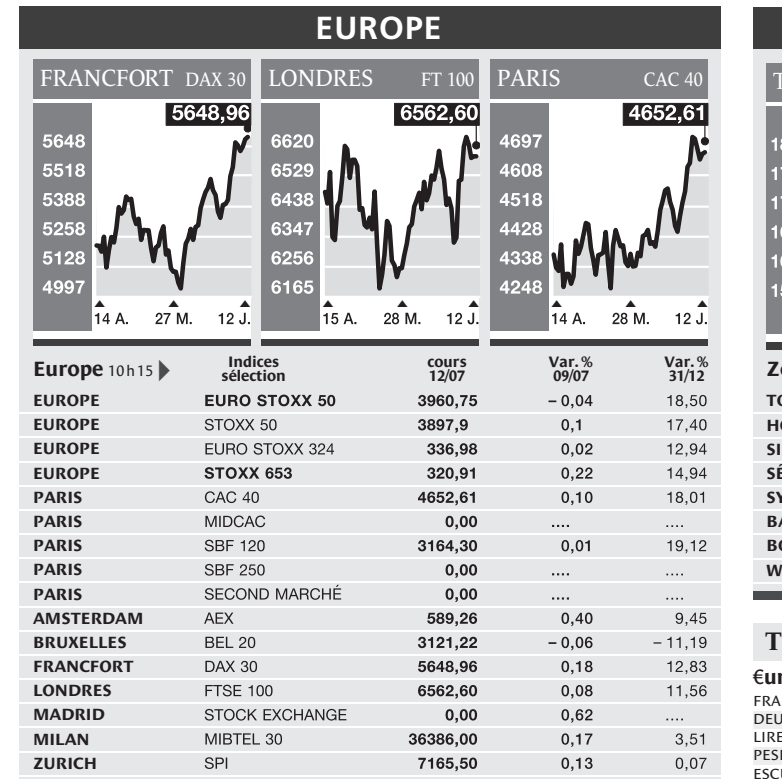 EUROPE
FRANCFORT DAX 30
5648,96
5648
5518
5388
5258
5128
4997
14 A. 27 M. 12 J.
LONDRES FT 100
6562,60
6620
6529
6438
6347
6256
6165
15 A. 28 M. 12 J.
PARIS CAC 40
4652,61
4697
4608
4518
4428
4338
4248
14 A. 28 M. 12 J.
Europe 10h15 Indices sélection cours 12/07 Var. % 09/07 Var. % 31/12
EUROPE EURO STOXX 50 3960,75 – 0,04 18,50
EUROPE STOXX 50 3897,9 0,1 17,40
EUROPE EURO STOXX 324 336,98 0,02 12,94
EUROPE STOXX 653 320,91 0,22 14,94
PARIS CAC 40 4652,61 0,10 18,01
PARIS MIDCAC 0,00 .... ....
PARIS SBF 120 3164,30 0,01 19,12
PARIS SBF 250 0,00 .... ....
PARIS SECOND MARCHÉ 0,00 .... ....
AMSTERDAM AEX 589,26 0,40 9,45
BRUXELLES BEL 20 3121,22 – 0,06 – 11,19
FRANCFORT DAX 30 5648,96 0,18 12,83
LONDRES FTSE 100 6562,60 0,08 11,56
MADRID STOCK EXCHANGE 0,00 0,62 ....
MILAN MIBTEL 30 36386,00 0,17 3,51
ZURICH SPI 7165,50 0,13 0,07